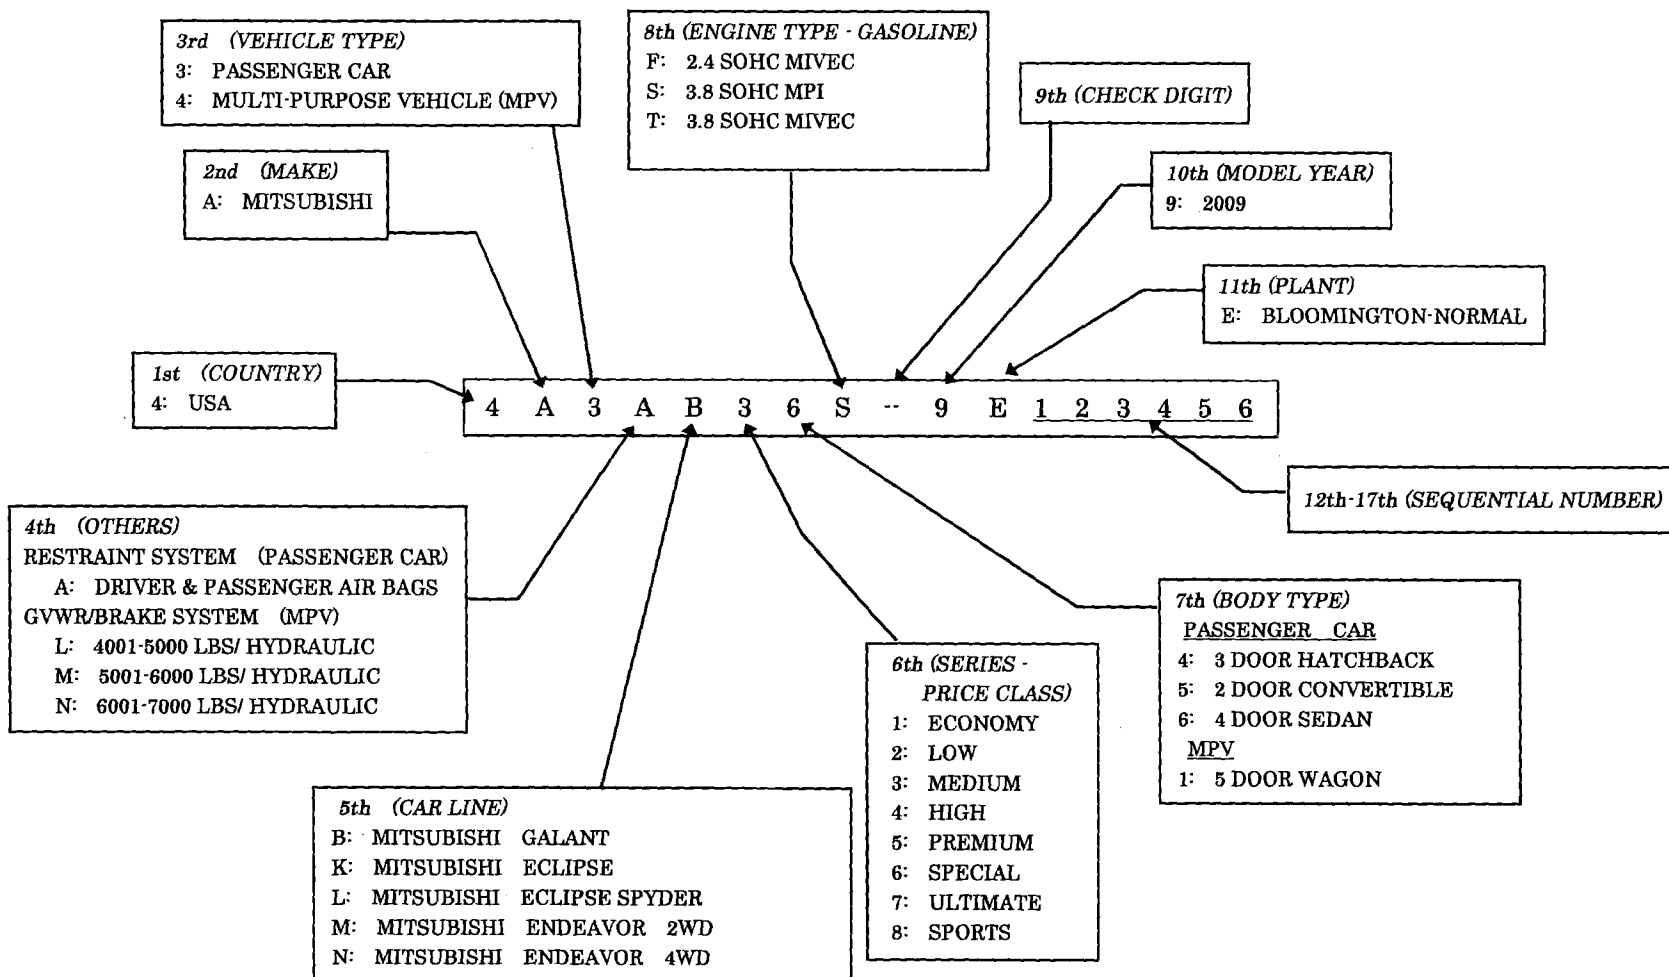 3rd (VEHICLE TYPE)
3: PASSENGER CAR
4: MULTI-PURPOSE VEHICLE (MPV)
8th (ENGINE TYPE - GASOLINE)
F: 2.4 SOHC MIVEC
S: 3.8 SOHC MPI
T: 3.8 SOHC MIVEC
9th (CHECK DIGIT)
2nd (MAKE)
A: MITSUBISHI
10th (MODEL YEAR)
9: 2009
11th (PLANT)
E: BLOOMINGTON-NORMAL
1st (COUNTRY)
4: USA
4 A 3 A B 3 6 S -- 9 E 1 2 3 4 5 6
12th-17th (SEQUENTIAL NUMBER)
4th (OTHERS)
RESTRAINT SYSTEM (PASSENGER CAR)
A: DRIVER & PASSENGER AIR BAGS
GVWR/BRAKE SYSTEM (MPV)
L: 4001-5000 LBS/ HYDRAULIC
M: 5001-6000 LBS/ HYDRAULIC
N: 6001-7000 LBS/ HYDRAULIC
5th (CAR LINE)
B: MITSUBISHI GALANT
K: MITSUBISHI ECLIPSE
L: MITSUBISHI ECLIPSE SPYDER
M: MITSUBISHI ENDEAVOR 2WD
N: MITSUBISHI ENDEAVOR 4WD
6th (SERIES -
PRICE CLASS)
1: ECONOMY
2: LOW
3: MEDIUM
4: HIGH
5: PREMIUM
6: SPECIAL
7: ULTIMATE
8: SPORTS
7th (BODY TYPE)
PASSENGER CAR
4: 3 DOOR HATCHBACK
5: 2 DOOR CONVERTIBLE
6: 4 DOOR SEDAN
MPV
1: 5 DOOR WAGON